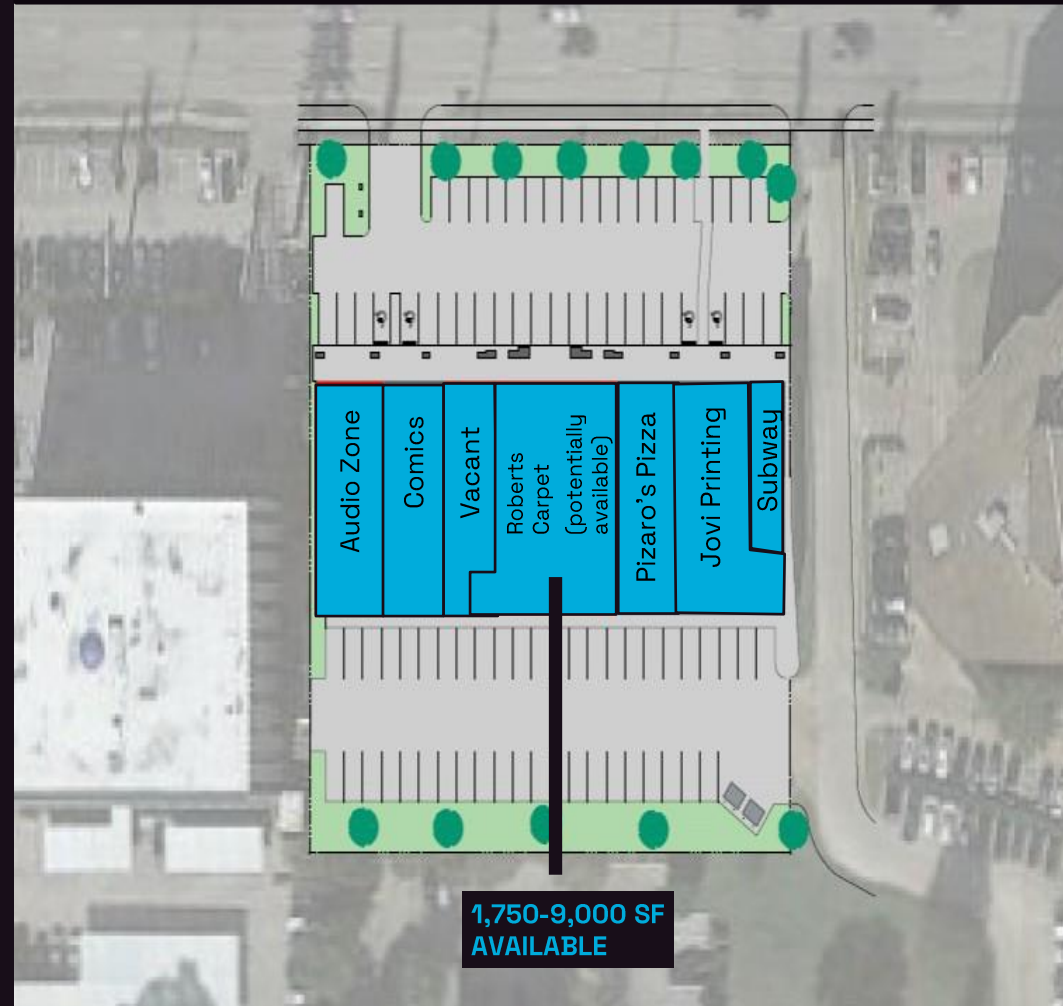 Audio Zone
Comics
Vacant
Roberts
Carpet
(potentially
available)
Pizaro's Pizza
Jovi Printing
Subway
1,750-9,000 SF
AVAILABLE